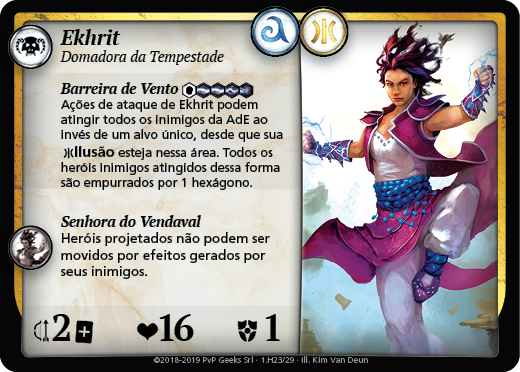 Ekhrit
Domadora da Tempestade
Barreira de Vento
Ações de ataque de Ekhrit podem
atingir todos os inimigos da AdE ao
invés de um alvo único, desde que sua
Ilusão esteja nessa área. Todos os
heróis inimigos atingidos dessa forma
são empurrados por 1 hexágono.
Senhora do Vendaval
Heróis projetados não podem ser
movidos por efeitos gerados por
seus inimigos.
2 16 1
©2018-2019 PvP Geeks Srl · 1.H23/29 · Ill. Kim Van Deun